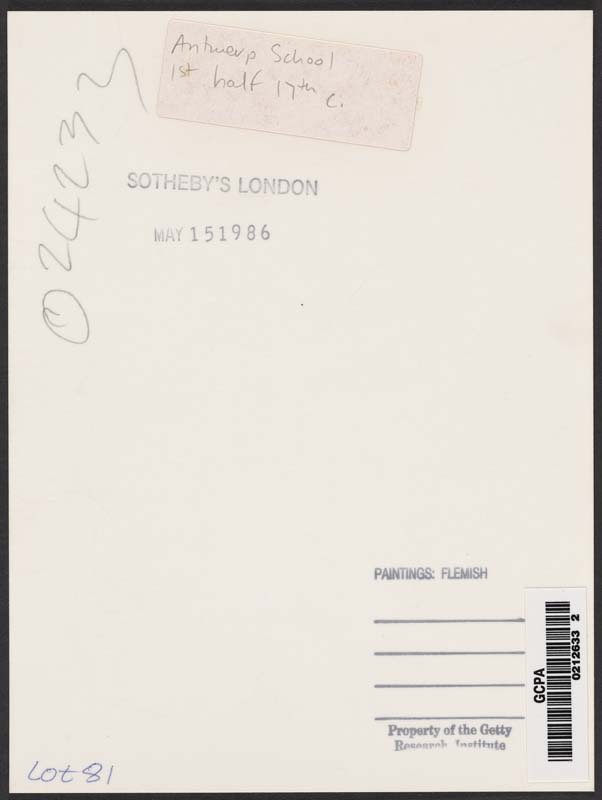 Antwerp School
1st half 17th c.
02423
SOTHEBY'S LONDON
MAY 15 1986
PAINTINGS: FLEMISH
Property of the Getty
Research Institute
GCPA
0212633 2
Lot 81